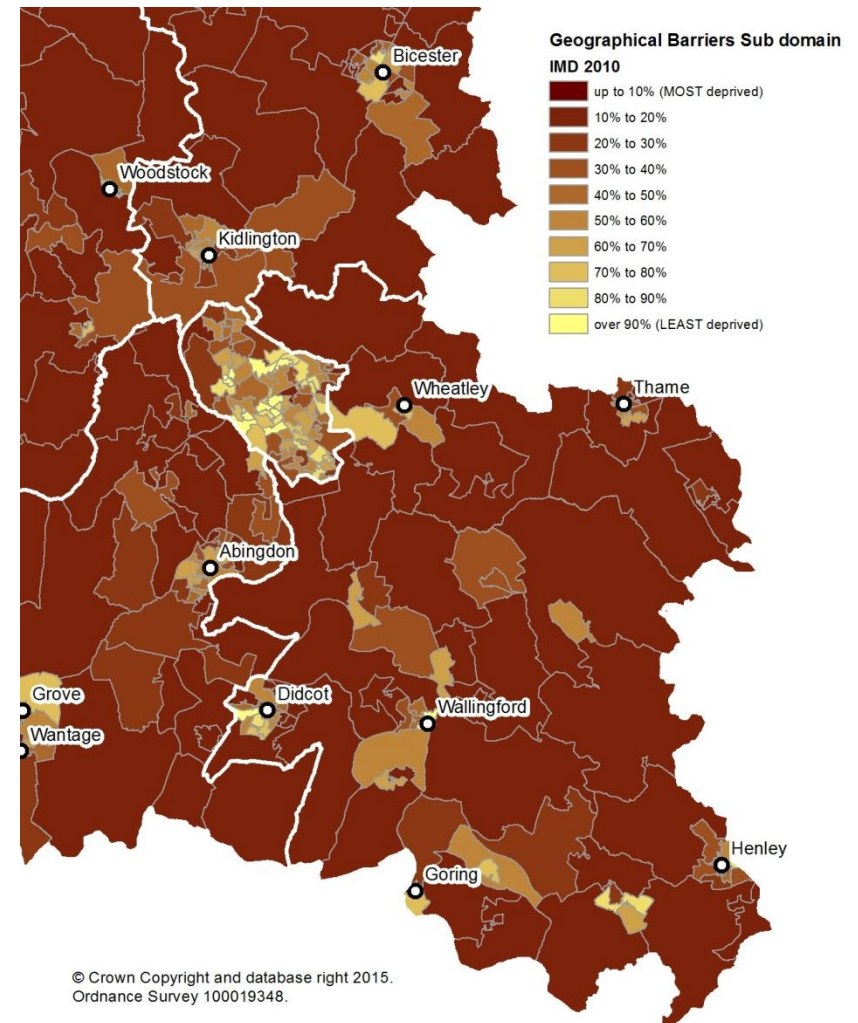 Geographical Barriers Sub domain
IMD 2010
up to 10% (MOST deprived)
10% to 20%
20% to 30%
30% to 40%
40% to 50%
50% to 60%
60% to 70%
70% to 80%
80% to 90%
over 90% (LEAST deprived)
Bicester
Woodstock
Kidlington
Wheatley
Thame
Abingdon
Grove
Didcot
Wallingford
Wantage
Henley
Goring
© Crown Copyright and database right 2015.
Ordnance Survey 100019348.